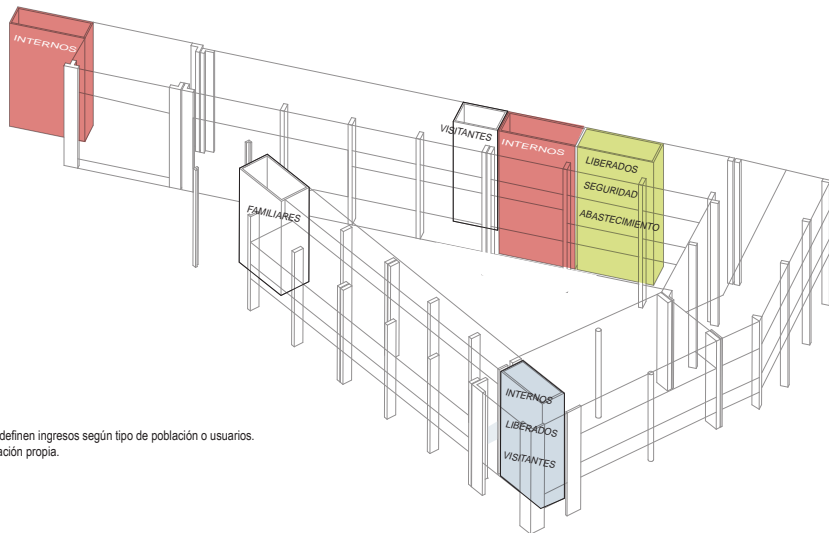 INTERNOS
VISITANTES
INTERNOS
LIBERADOS
SEGURIDAD
ABASTECIMIENTO
FAMILIARES
INTERNOS
LIBERADOS
VISITANTES
definen ingresos según tipo de población o usuarios.
ación propia.